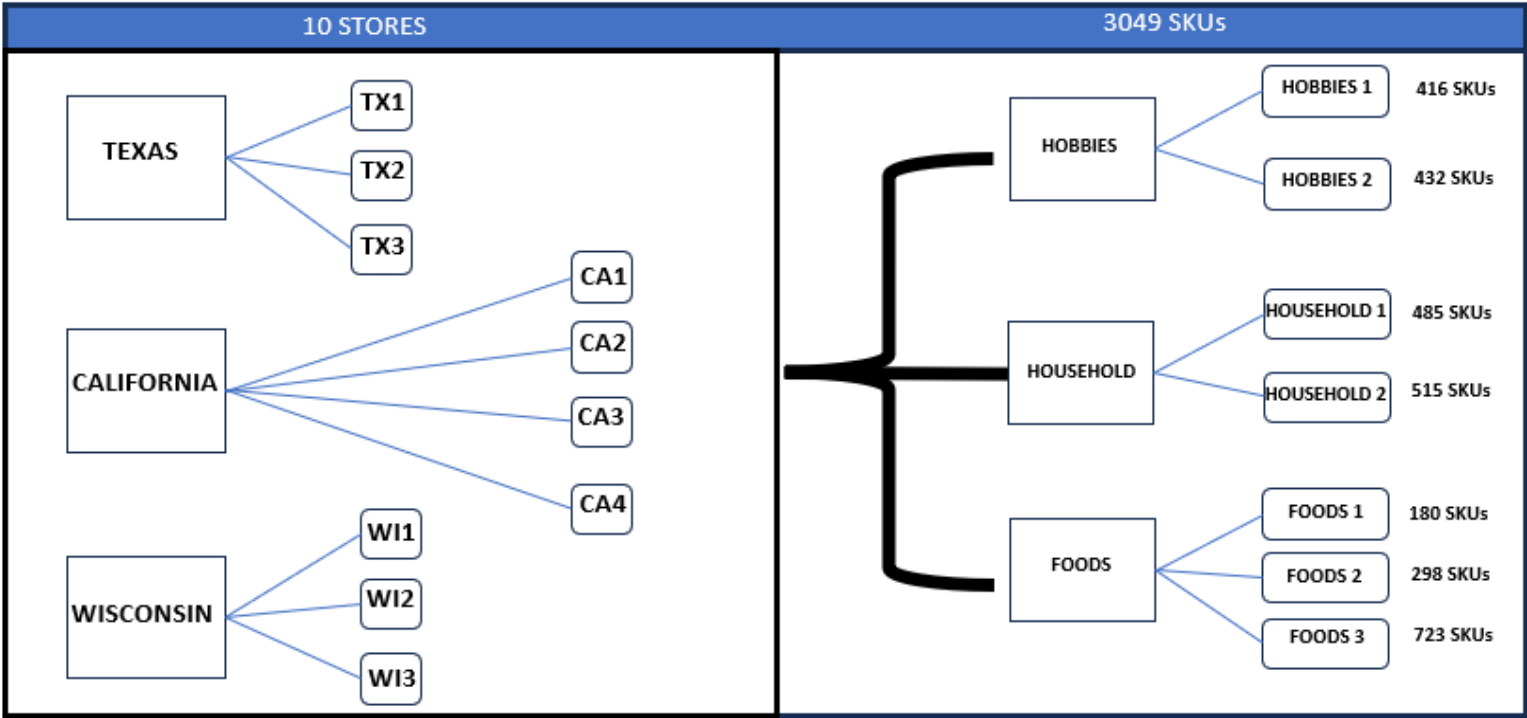 10 STORES
3049 SKUs
TEXAS
TX1
TX2
TX3
CALIFORNIA
CA1
CA2
CA3
CA4
WISCONSIN
WI1
WI2
WI3
HOBBIES
HOBBIES 1 416 SKUs
HOBBIES 2 432 SKUs
HOUSEHOLD
HOUSEHOLD 1 485 SKUs
HOUSEHOLD 2 515 SKUs
FOODS
FOODS 1 180 SKUs
FOODS 2 298 SKUs
FOODS 3 723 SKUs